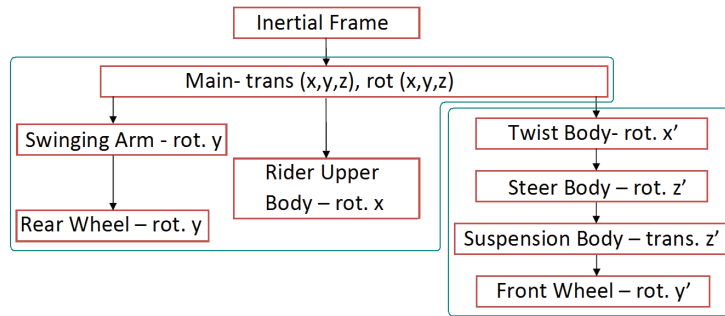 Inertial Frame
Main- trans (x,y,z), rot (x,y,z)
Swinging Arm - rot. y
Rear Wheel – rot. y
Rider Upper
Body – rot. x
Twist Body- rot. x’
Steer Body – rot. z’
Suspension Body – trans. z’
Front Wheel – rot. y’